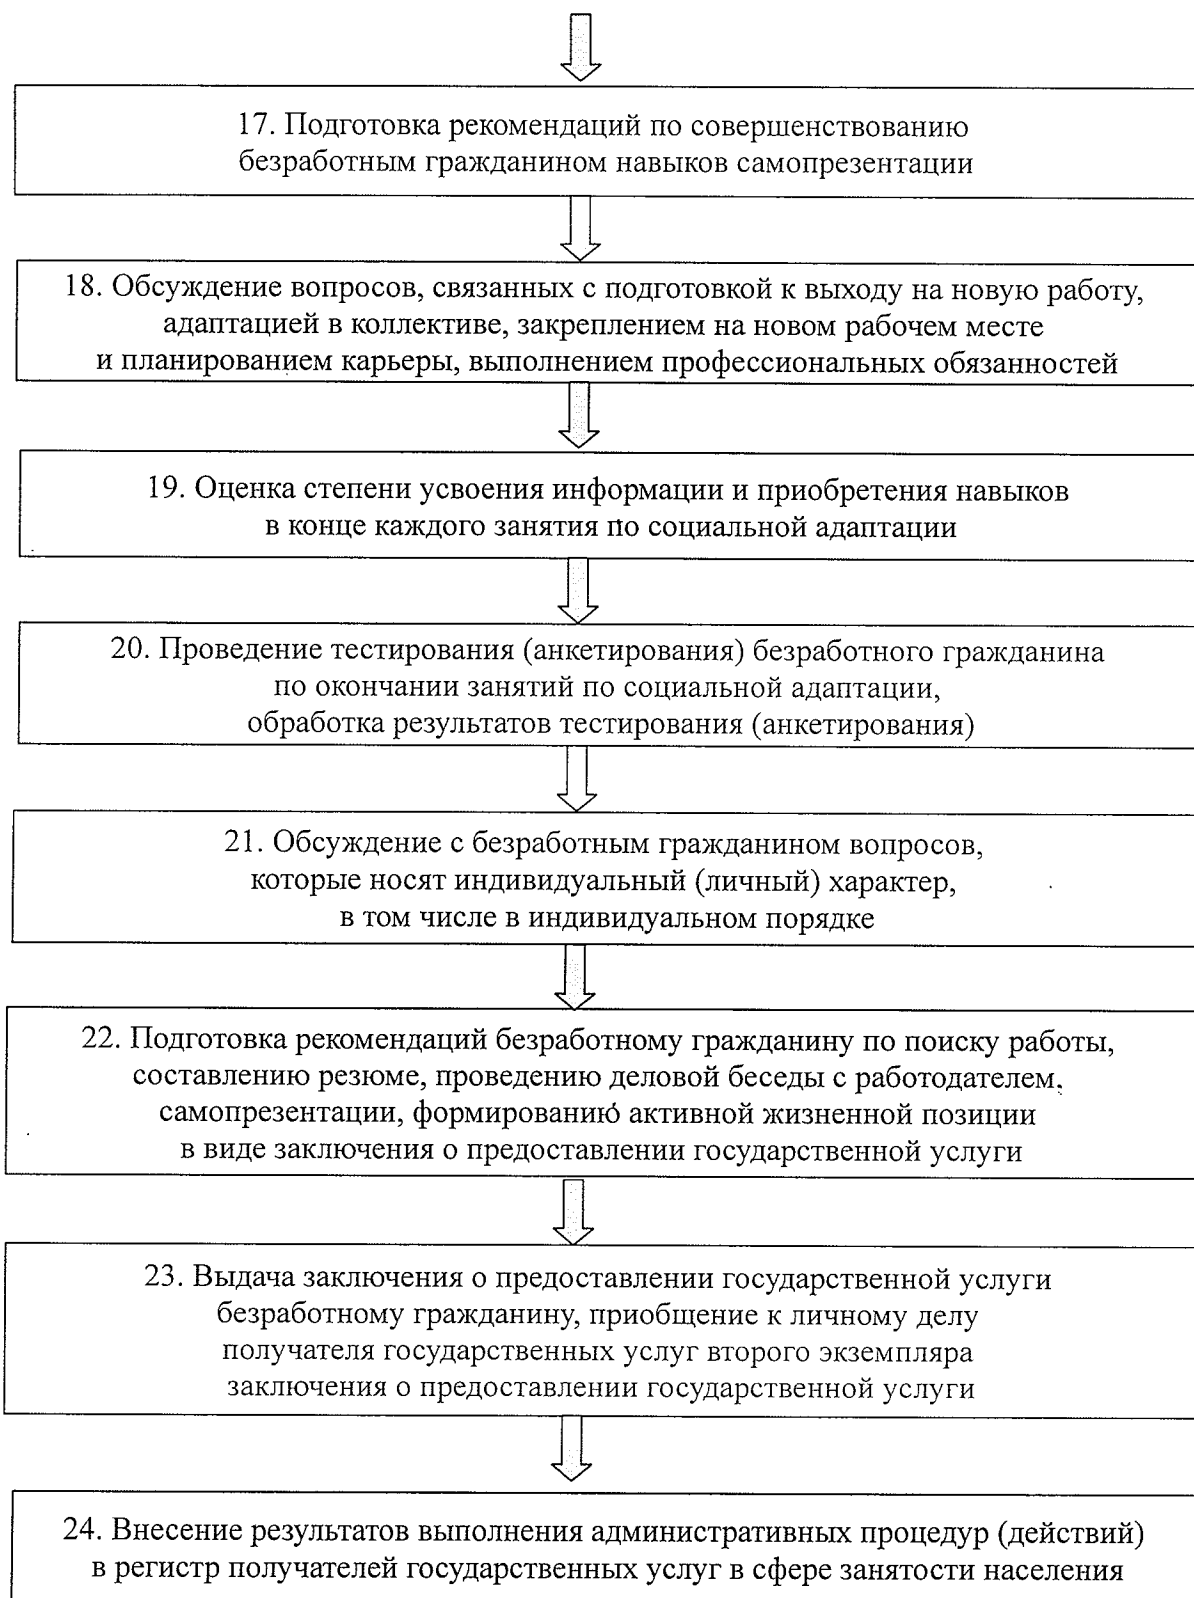 17. Подготовка рекомендаций по совершенствованию
безработным гражданином навыков самопрезентации
18. Обсуждение вопросов, связанных с подготовкой к выходу на новую работу,
адаптацией в коллективе, закреплением на новом рабочем месте
и планированием карьеры, выполнением профессиональных обязанностей
19. Оценка степени усвоения информации и приобретения навыков
в конце каждого занятия по социальной адаптации
20. Проведение тестирования (анкетирования) безработного гражданина
по окончании занятий по социальной адаптации,
обработка результатов тестирования (анкетирования)
21. Обсуждение с безработным гражданином вопросов,
которые носят индивидуальный (личный) характер,
в том числе в индивидуальном порядке
22. Подготовка рекомендаций безработному гражданину по поиску работы,
составлению резюме, проведению деловой беседы с работодателем,
самопрезентации, формированию активной жизненной позиции
в виде заключения о предоставлении государственной услуги
23. Выдача заключения о предоставлении государственной услуги
безработному гражданину, приобщение к личному делу
получателя государственных услуг второго экземпляра
заключения о предоставлении государственной услуги
24. Внесение результатов выполнения административных процедур (действий)
в регистр получателей государственных услуг в сфере занятости населения